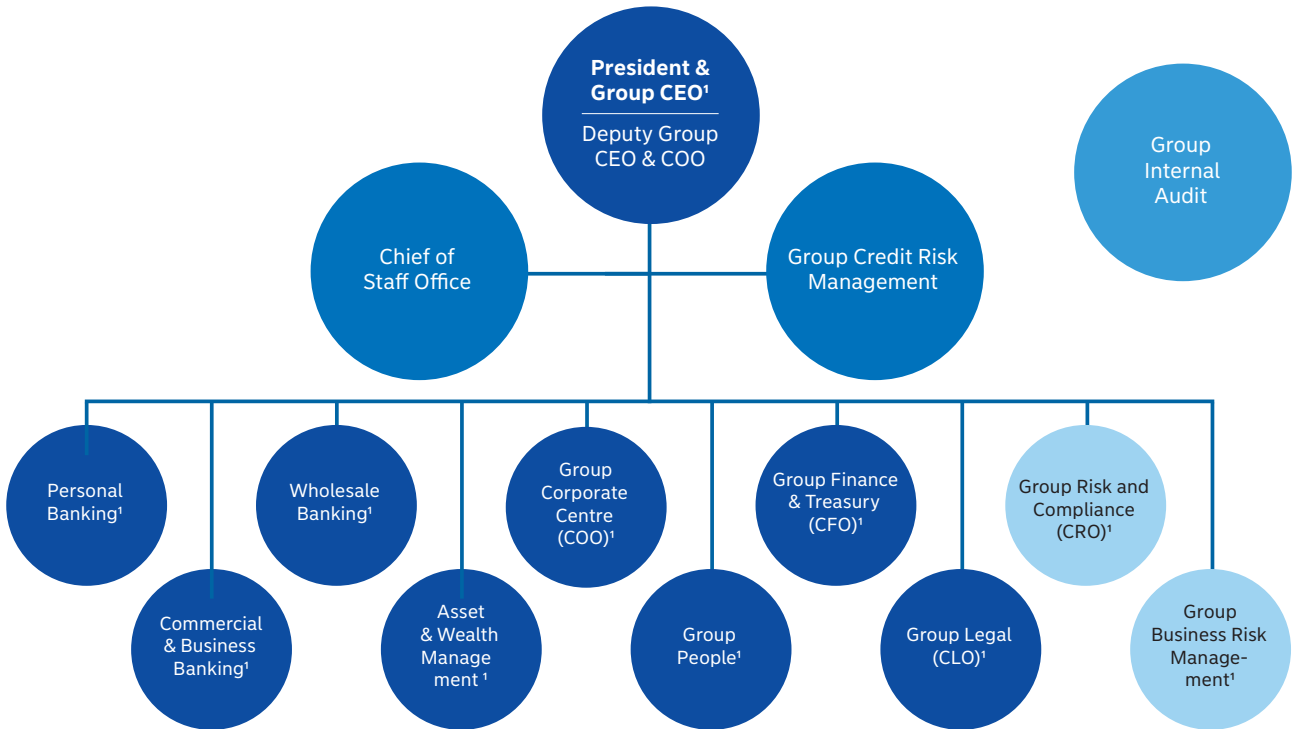 President &
Group CEO¹
Deputy Group
CEO & COO
Group
Internal
Audit
Chief of
Staff Office
Group Credit Risk
Management
Personal
Banking¹
Wholesale
Banking¹
Group
Corporate
Centre
(COO)¹
Group Finance
& Treasury
(CFO)¹
Group Risk and
Compliance
(CRO)¹
Commercial
& Business
Banking¹
Asset
& Wealth
Manage
ment ¹
Group
People¹
Group Legal
(CLO)¹
Group
Business Risk
Manage-
ment¹